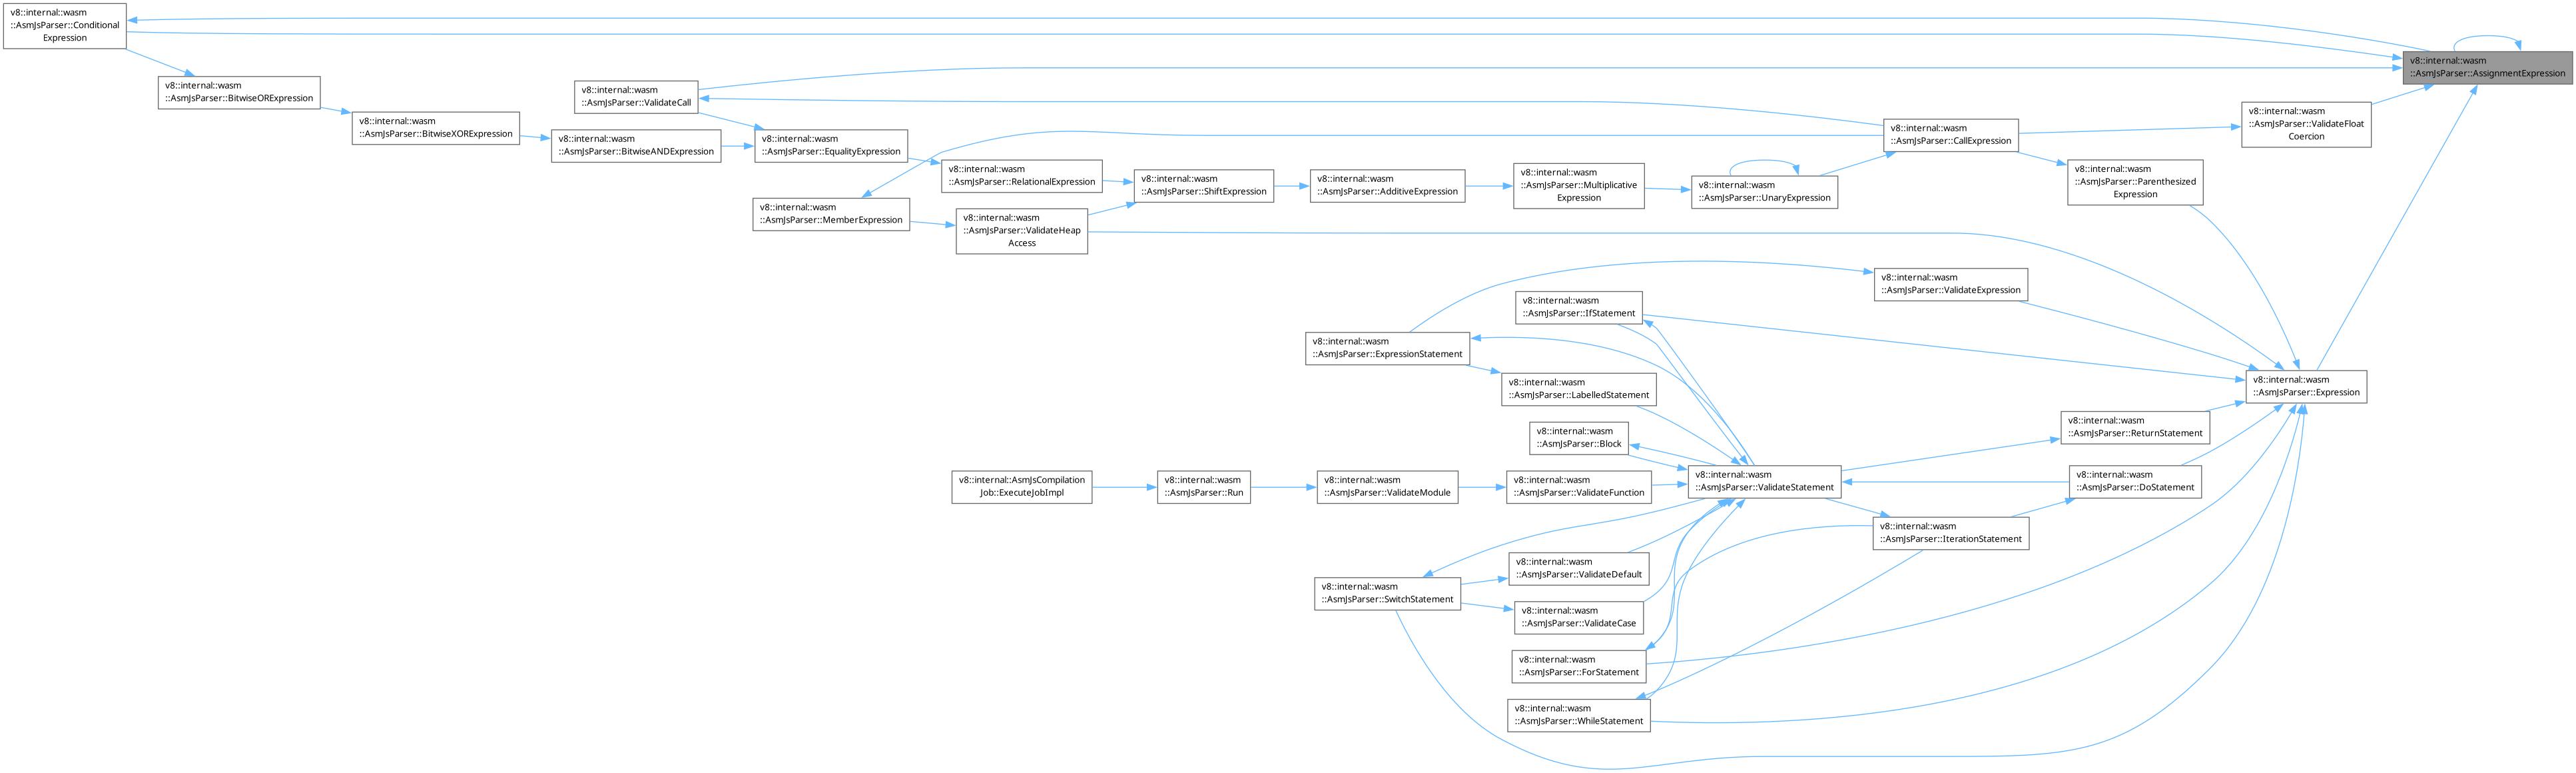 v8::internal::wasm
::AsmJsParser::Conditional
Expression
v8::internal::wasm
::AsmJsParser::AssignmentExpression
v8::internal::wasm
::AsmJsParser::BitwiseORExpression
v8::internal::wasm
::AsmJsParser::ValidateCall
v8::internal::wasm
::AsmJsParser::ValidateFloat
Coercion
v8::internal::wasm
::AsmJsParser::BitwiseXORExpression
v8::internal::wasm
::AsmJsParser::CallExpression
v8::internal::wasm
::AsmJsParser::BitwiseANDExpression
v8::internal::wasm
::AsmJsParser::EqualityExpression
v8::internal::wasm
::AsmJsParser::RelationalExpression
v8::internal::wasm
::AsmJsParser::Parenthesized
Expression
v8::internal::wasm
::AsmJsParser::Multiplicative
Expression
v8::internal::wasm
::AsmJsParser::ShiftExpression
v8::internal::wasm
::AsmJsParser::AdditiveExpression
v8::internal::wasm
::AsmJsParser::UnaryExpression
v8::internal::wasm
::AsmJsParser::MemberExpression
v8::internal::wasm
::AsmJsParser::ValidateHeap
Access
v8::internal::wasm
::AsmJsParser::ValidateExpression
v8::internal::wasm
::AsmJsParser::IfStatement
v8::internal::wasm
::AsmJsParser::ExpressionStatement
v8::internal::wasm
::AsmJsParser::LabelledStatement
v8::internal::wasm
::AsmJsParser::Expression
v8::internal::wasm
::AsmJsParser::ReturnStatement
v8::internal::wasm
::AsmJsParser::Block
v8::internal::AsmJsCompilation
Job::ExecuteJobImpl
v8::internal::wasm
::AsmJsParser::Run
v8::internal::wasm
::AsmJsParser::ValidateModule
v8::internal::wasm
::AsmJsParser::ValidateFunction
v8::internal::wasm
::AsmJsParser::ValidateStatement
v8::internal::wasm
::AsmJsParser::DoStatement
v8::internal::wasm
::AsmJsParser::IterationStatement
v8::internal::wasm
::AsmJsParser::ValidateDefault
v8::internal::wasm
::AsmJsParser::SwitchStatement
v8::internal::wasm
::AsmJsParser::ValidateCase
v8::internal::wasm
::AsmJsParser::ForStatement
v8::internal::wasm
::AsmJsParser::WhileStatement